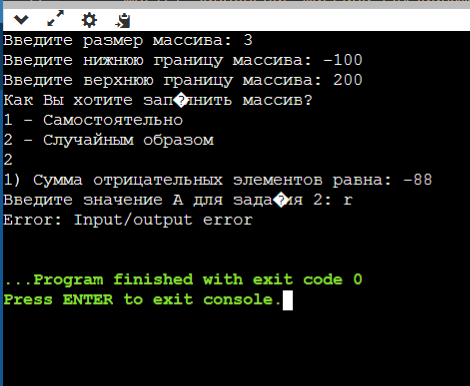 Введите размер массива: 3
Введите нижнюю границу массива: -100
Введите верхнюю границу массива: 200
Как Вы хотите зап�лнить массив?
1 - Самостоятельно
2 - Случайным образом
2
1) Сумма отрицательных элементов равна: -88
Введите значение А для зада�ия 2: r
Error: Input/output error
...Program finished with exit code 0
Press ENTER to exit console.